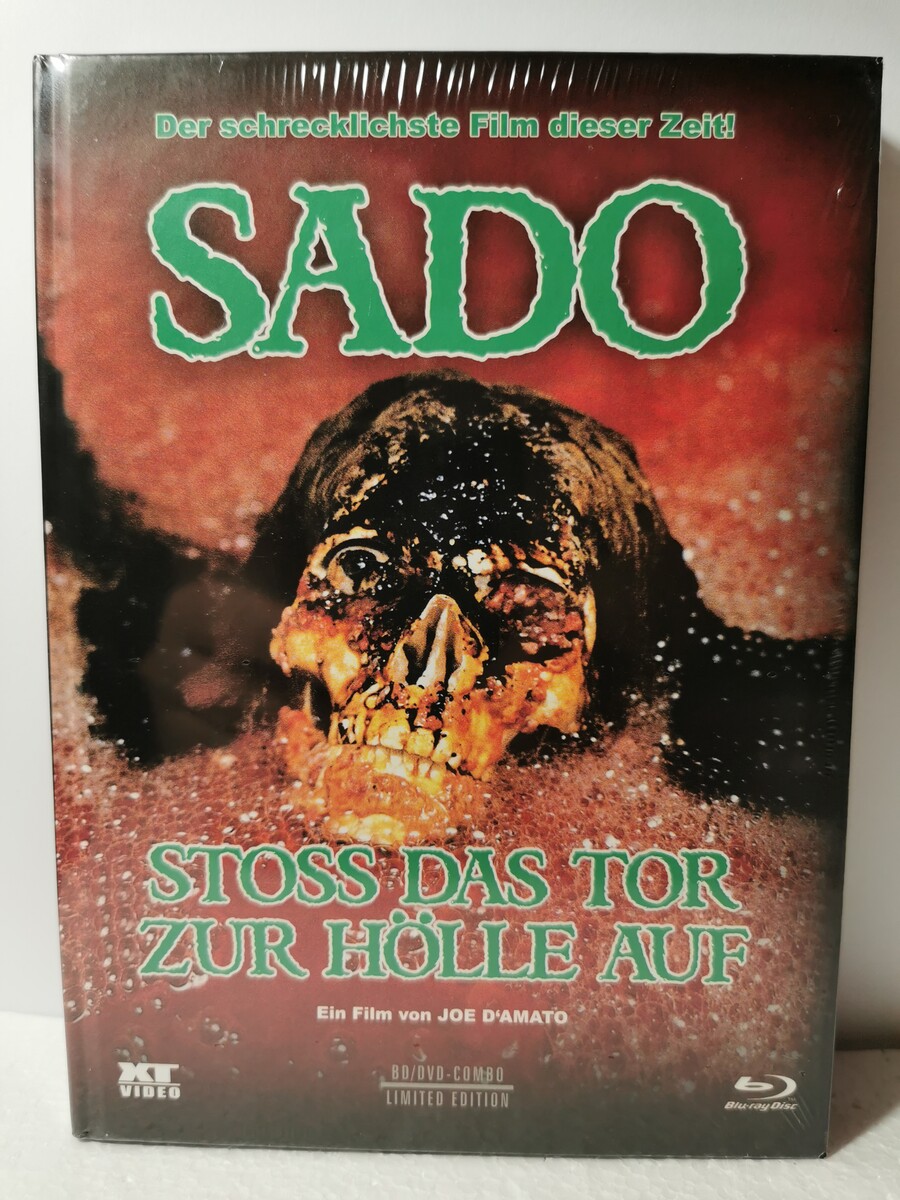 Der schrecklichste Film dieser Zeit!
SADO
STOSS DAS TOR
ZUR HÖLLE AUF
Ein Film von JOE D'AMATO
XT
VIDEO
BD/DVD-COMBO
LIMITED EDITION
Blu-ray Disc